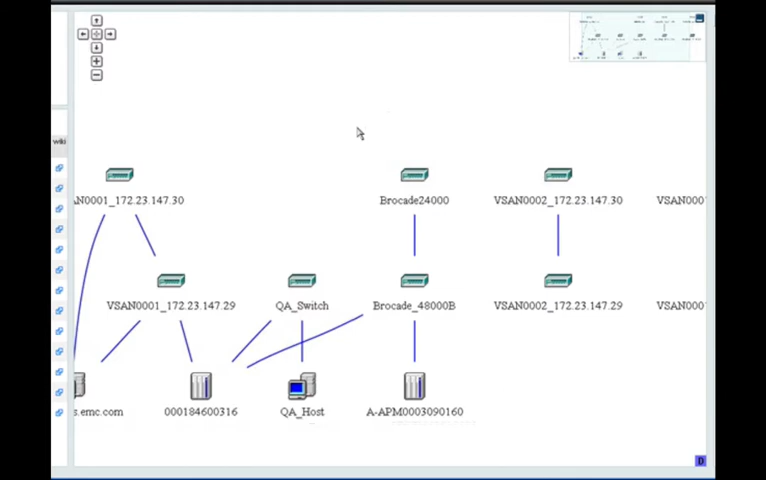 wiki
AN0001_172.23.147.30
Brocade24000
VSAN0002_172.23.147.30
VSAN000
VSAN0001_172.23.147.29
QA_Switch
Brocade_48000B
VSAN0002_172.23.147.29
VSAN000
s.emc.com
000184600316
QA_Host
A-APM0003090160
0